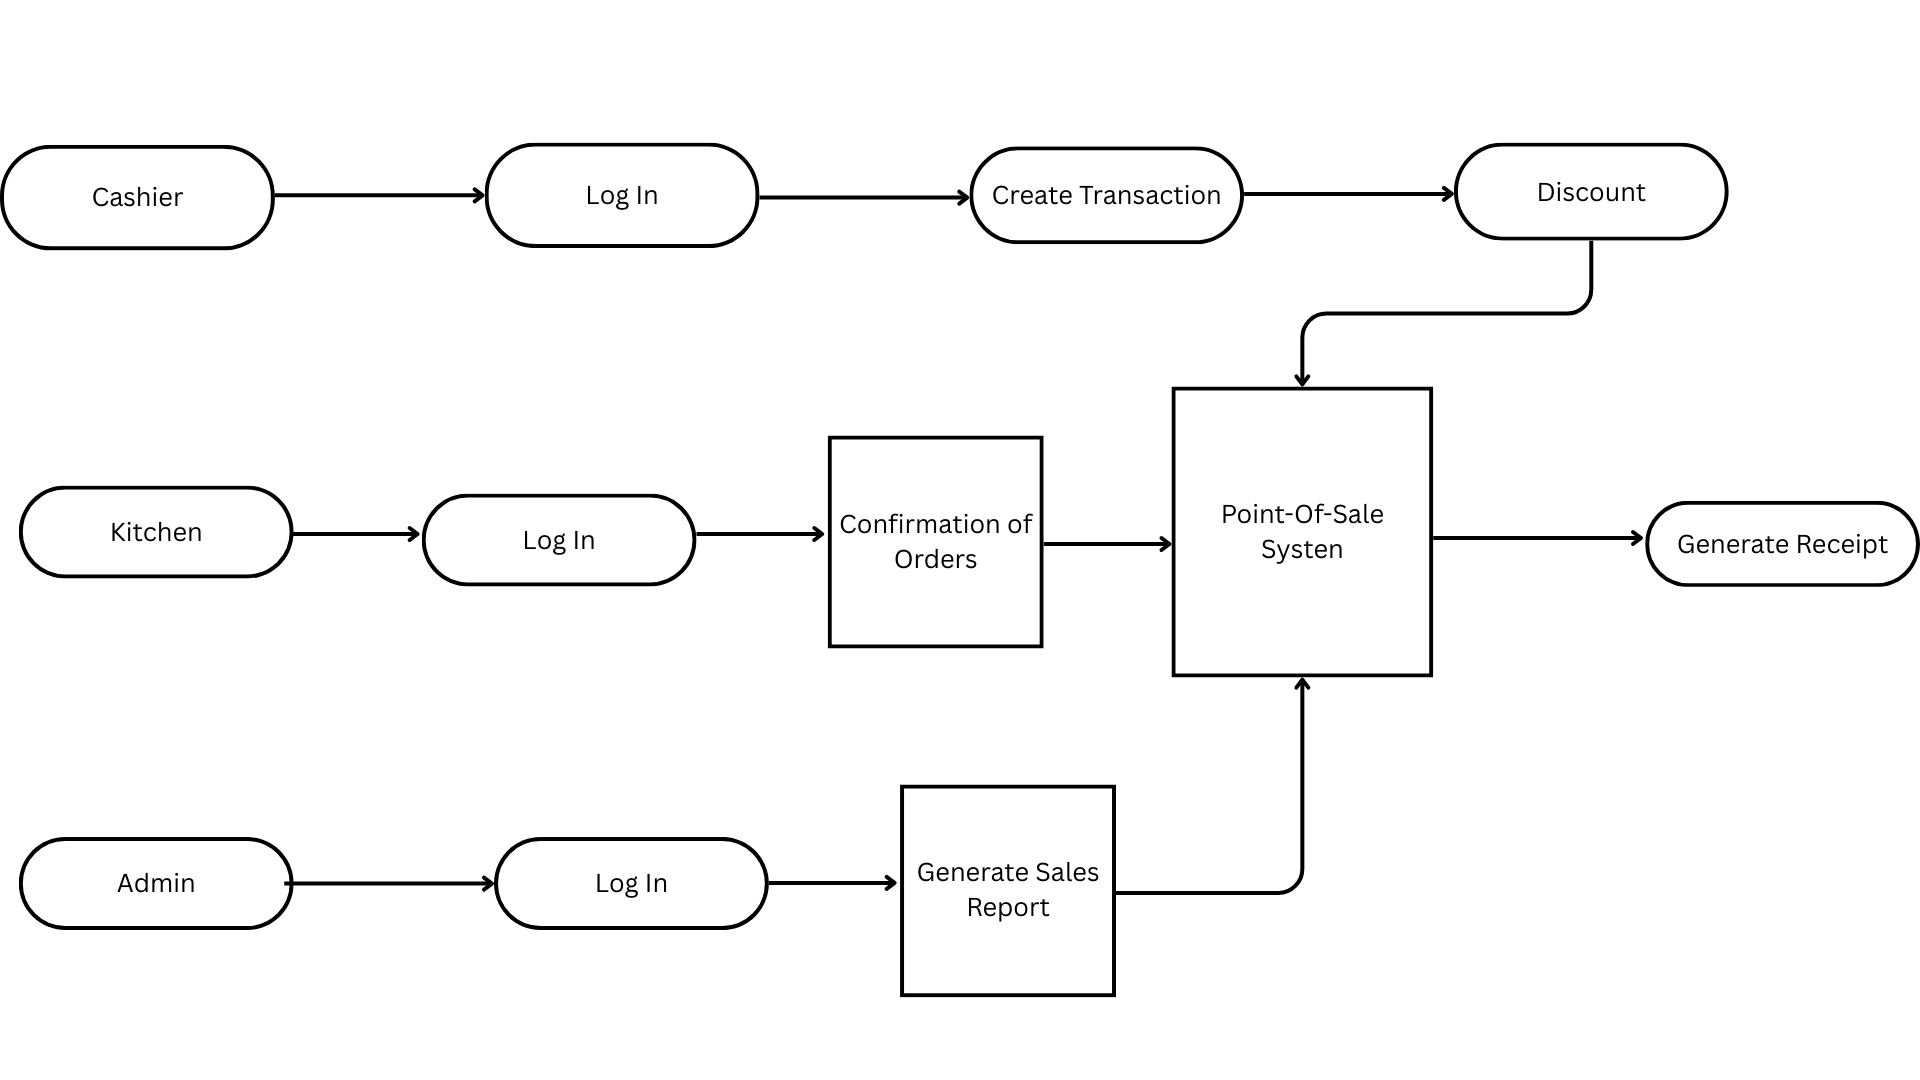 Cashier
Log In
Create Transaction
Discount
Kitchen
Log In
Confirmation of
Orders
Point-Of-Sale
Systen
Generate Receipt
Admin
Log In
Generate Sales
Report